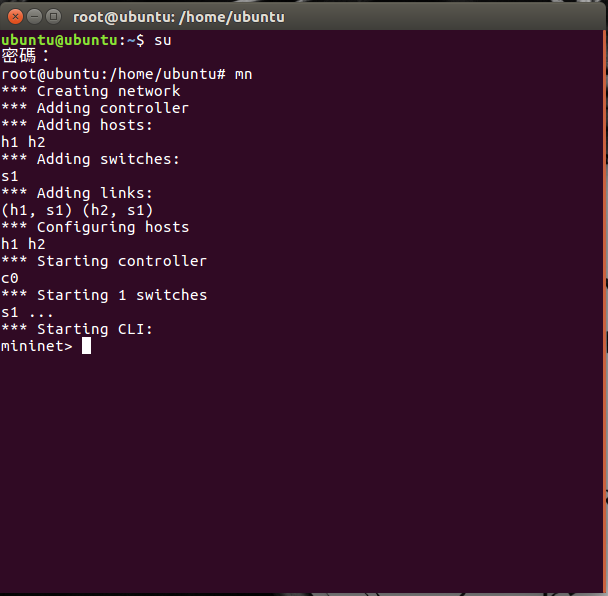 root@ubuntu: /home/ubuntu
ubuntu@ubuntu:~$ su
密碼：
root@ubuntu:/home/ubuntu# mn
*** Creating network
*** Adding controller
*** Adding hosts:
h1 h2
*** Adding switches:
s1
*** Adding links:
(h1, s1) (h2, s1)
*** Configuring hosts
h1 h2
*** Starting controller
c0
*** Starting 1 switches
s1 ...
*** Starting CLI:
mininet>